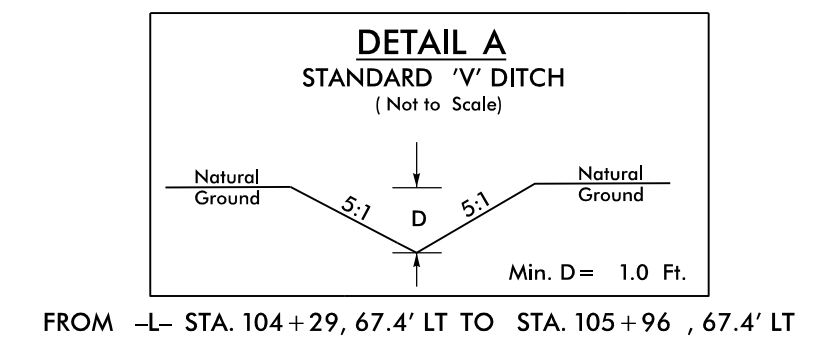 DETAIL A
STANDARD 'V' DITCH
( Not to Scale)
Natural
Ground
5:1
D
5:1
Natural
Ground
Min. D = 1.0 Ft.
FROM -L- STA. 104+29, 67.4' LT TO STA. 105+96 , 67.4' LT